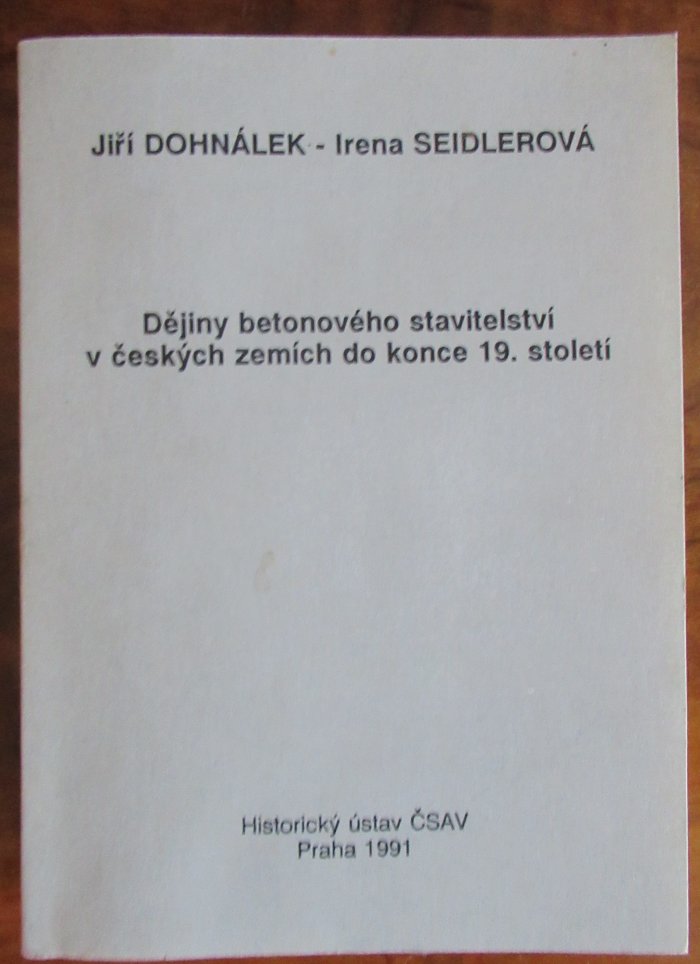 Jiří DOHNÁLEK - Irena SEIDLEROVÁ
Dějiny betonového stavitelství
v českých zemích do konce 19. století
Historický ústav ČSAV
Praha 1991